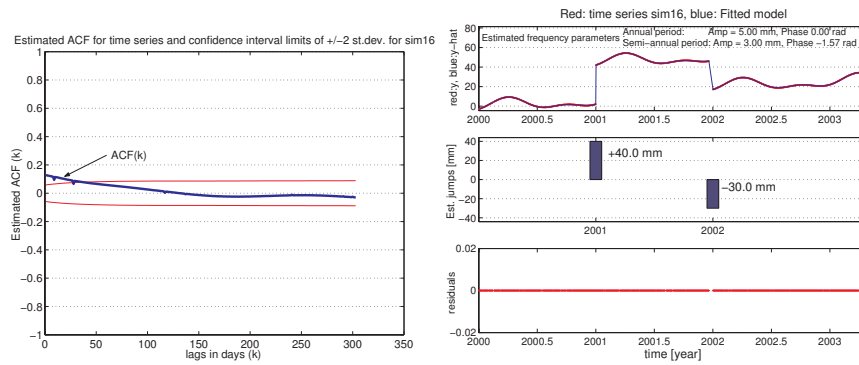 Estimated ACF for time series and confidence interval limits of +/−2 st.dev. for sim16
1
0.8
0.6
0.4
0.2
0
−0.2
−0.4
−0.6
−0.8
−1
Estimated ACF (k)
ACF(k)
0 50 100 150 200 250 300 350
lags in days (k)
Red: time series sim16, blue: Fitted model
Estimated frequency parameters
Annual period: Amp = 5.00 mm, Phase 0.00 rad
Semi−annual period: Amp = 3.00 mm, Phase −1.57 rad
80
60
40
20
0
red:y, blue:y−hat
2000 2000.5 2001 2001.5 2002 2002.5 2003
40
20
0
−20
−40
Est. jumps [mm]
+40.0 mm
−30.0 mm
2001 2002
0.02
0
−0.02
residuals
2000 2000.5 2001 2001.5 2002 2002.5 2003
time [year]